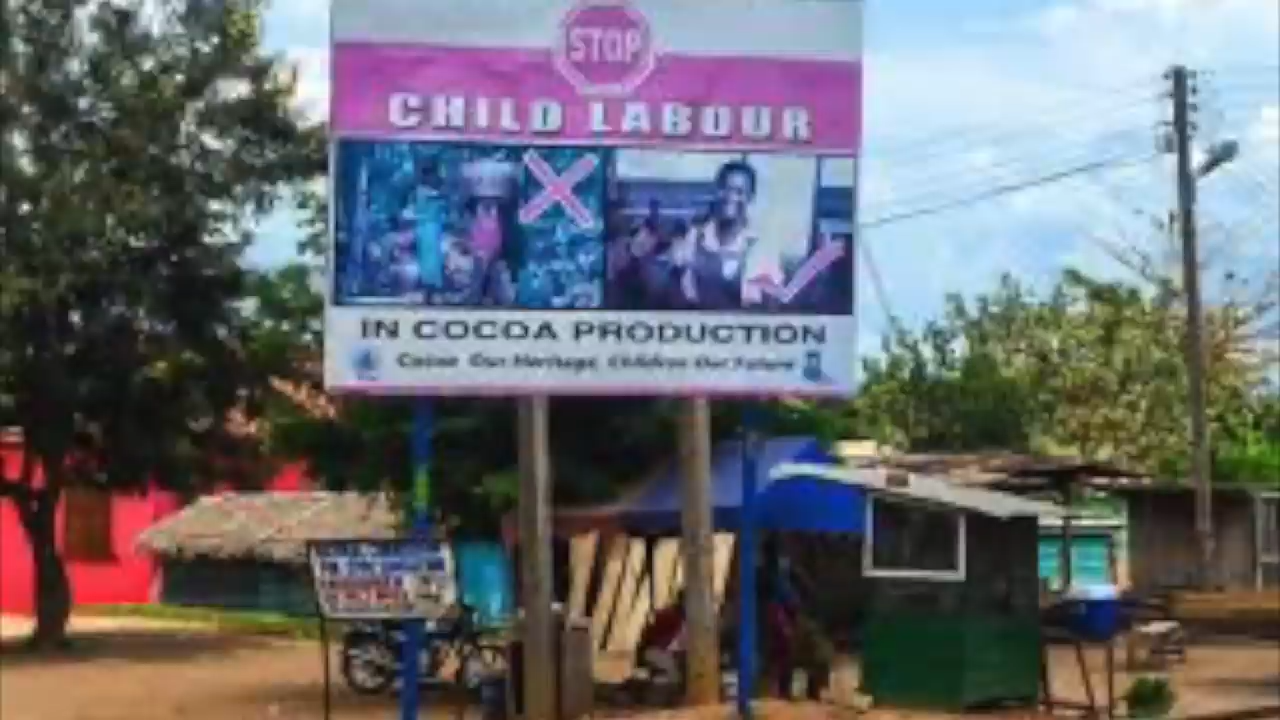 STOP
CHILD LABOUR
IN COCOA PRODUCTION
Cocoa Our Heritage, Children Our Future